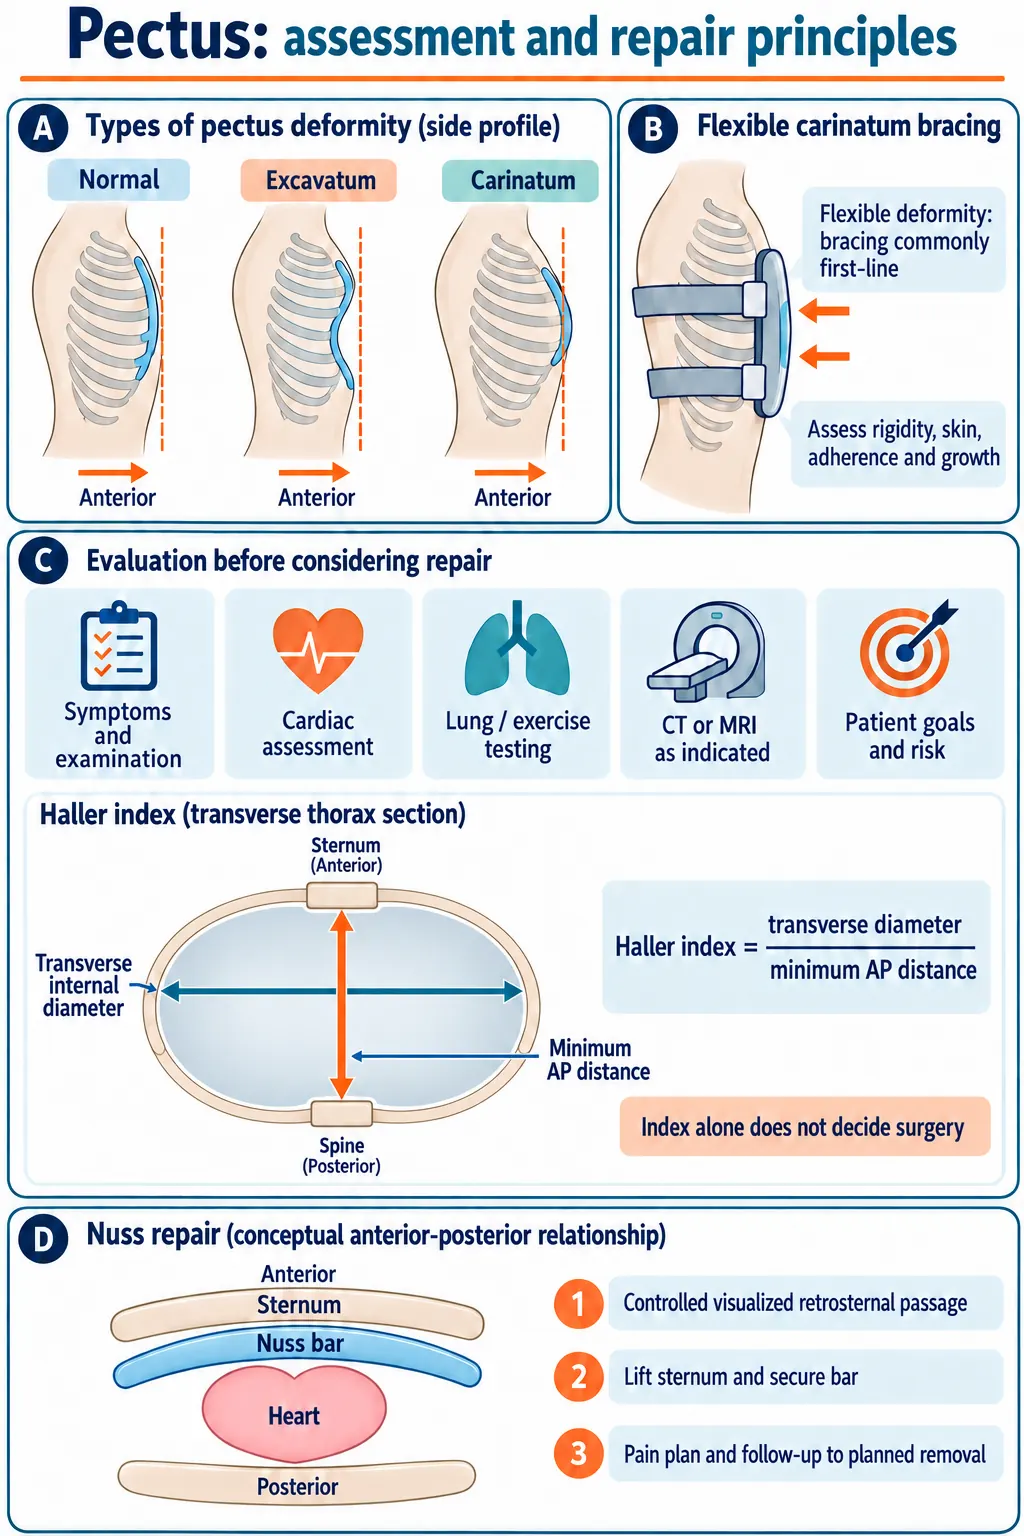 Pectus: assessment and repair principles
A
Types of pectus deformity (side profile)
Normal
Excavatum
Carinatum
Anterior
Anterior
Anterior
B
Flexible carinatum bracing
Flexible deformity:
bracing commonly
first-line
Assess rigidity, skin,
adherence and growth
C
Evaluation before considering repair
Symptoms
and
examination
Cardiac
assessment
Lung / exercise
testing
CT or MRI
as indicated
Patient goals
and risk
Haller index (transverse thorax section)
Sternum
(Anterior)
Transverse
internal
diameter
Minimum
AP distance
Spine
(Posterior)
Haller index = transverse diameter
minimum AP distance
Index alone does not decide surgery
D
Nuss repair (conceptual anterior-posterior relationship)
Anterior
Sternum
Nuss bar
Heart
Posterior
1
Controlled visualized retrosternal passage
2
Lift sternum and secure bar
3
Pain plan and follow-up to planned removal